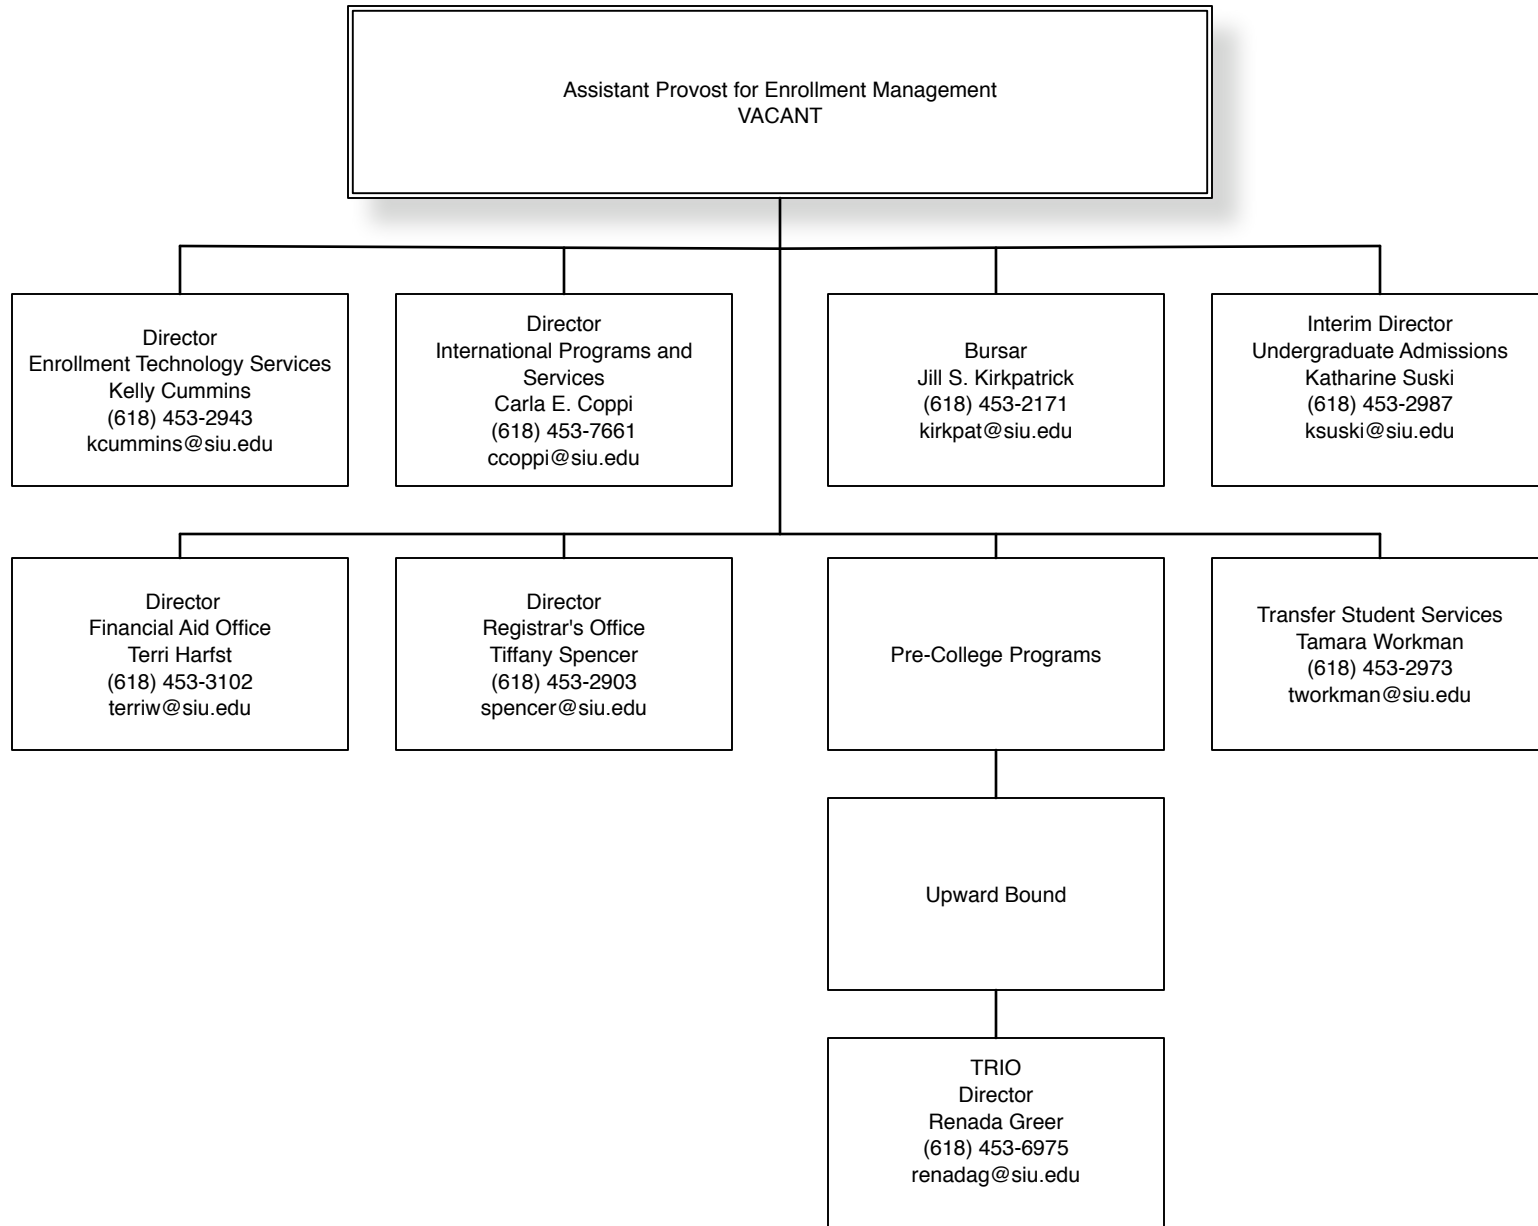 Assistant Provost for Enrollment Management
VACANT
Director
Enrollment Technology Services
Kelly Cummins
(618) 453-2943
kcummins@siu.edu
Director
International Programs and
Services
Carla E. Coppi
(618) 453-7661
ccoppi@siu.edu
Bursar
Jill S. Kirkpatrick
(618) 453-2171
kirkpat@siu.edu
Interim Director
Undergraduate Admissions
Katharine Suski
(618) 453-2987
ksuski@siu.edu
Director
Financial Aid Office
Terri Harfst
(618) 453-3102
terriw@siu.edu
Director
Registrar's Office
Tiffany Spencer
(618) 453-2903
spencer@siu.edu
Pre-College Programs
Transfer Student Services
Tamara Workman
(618) 453-2973
tworkman@siu.edu
Upward Bound
TRIO
Director
Renada Greer
(618) 453-6975
renadag@siu.edu